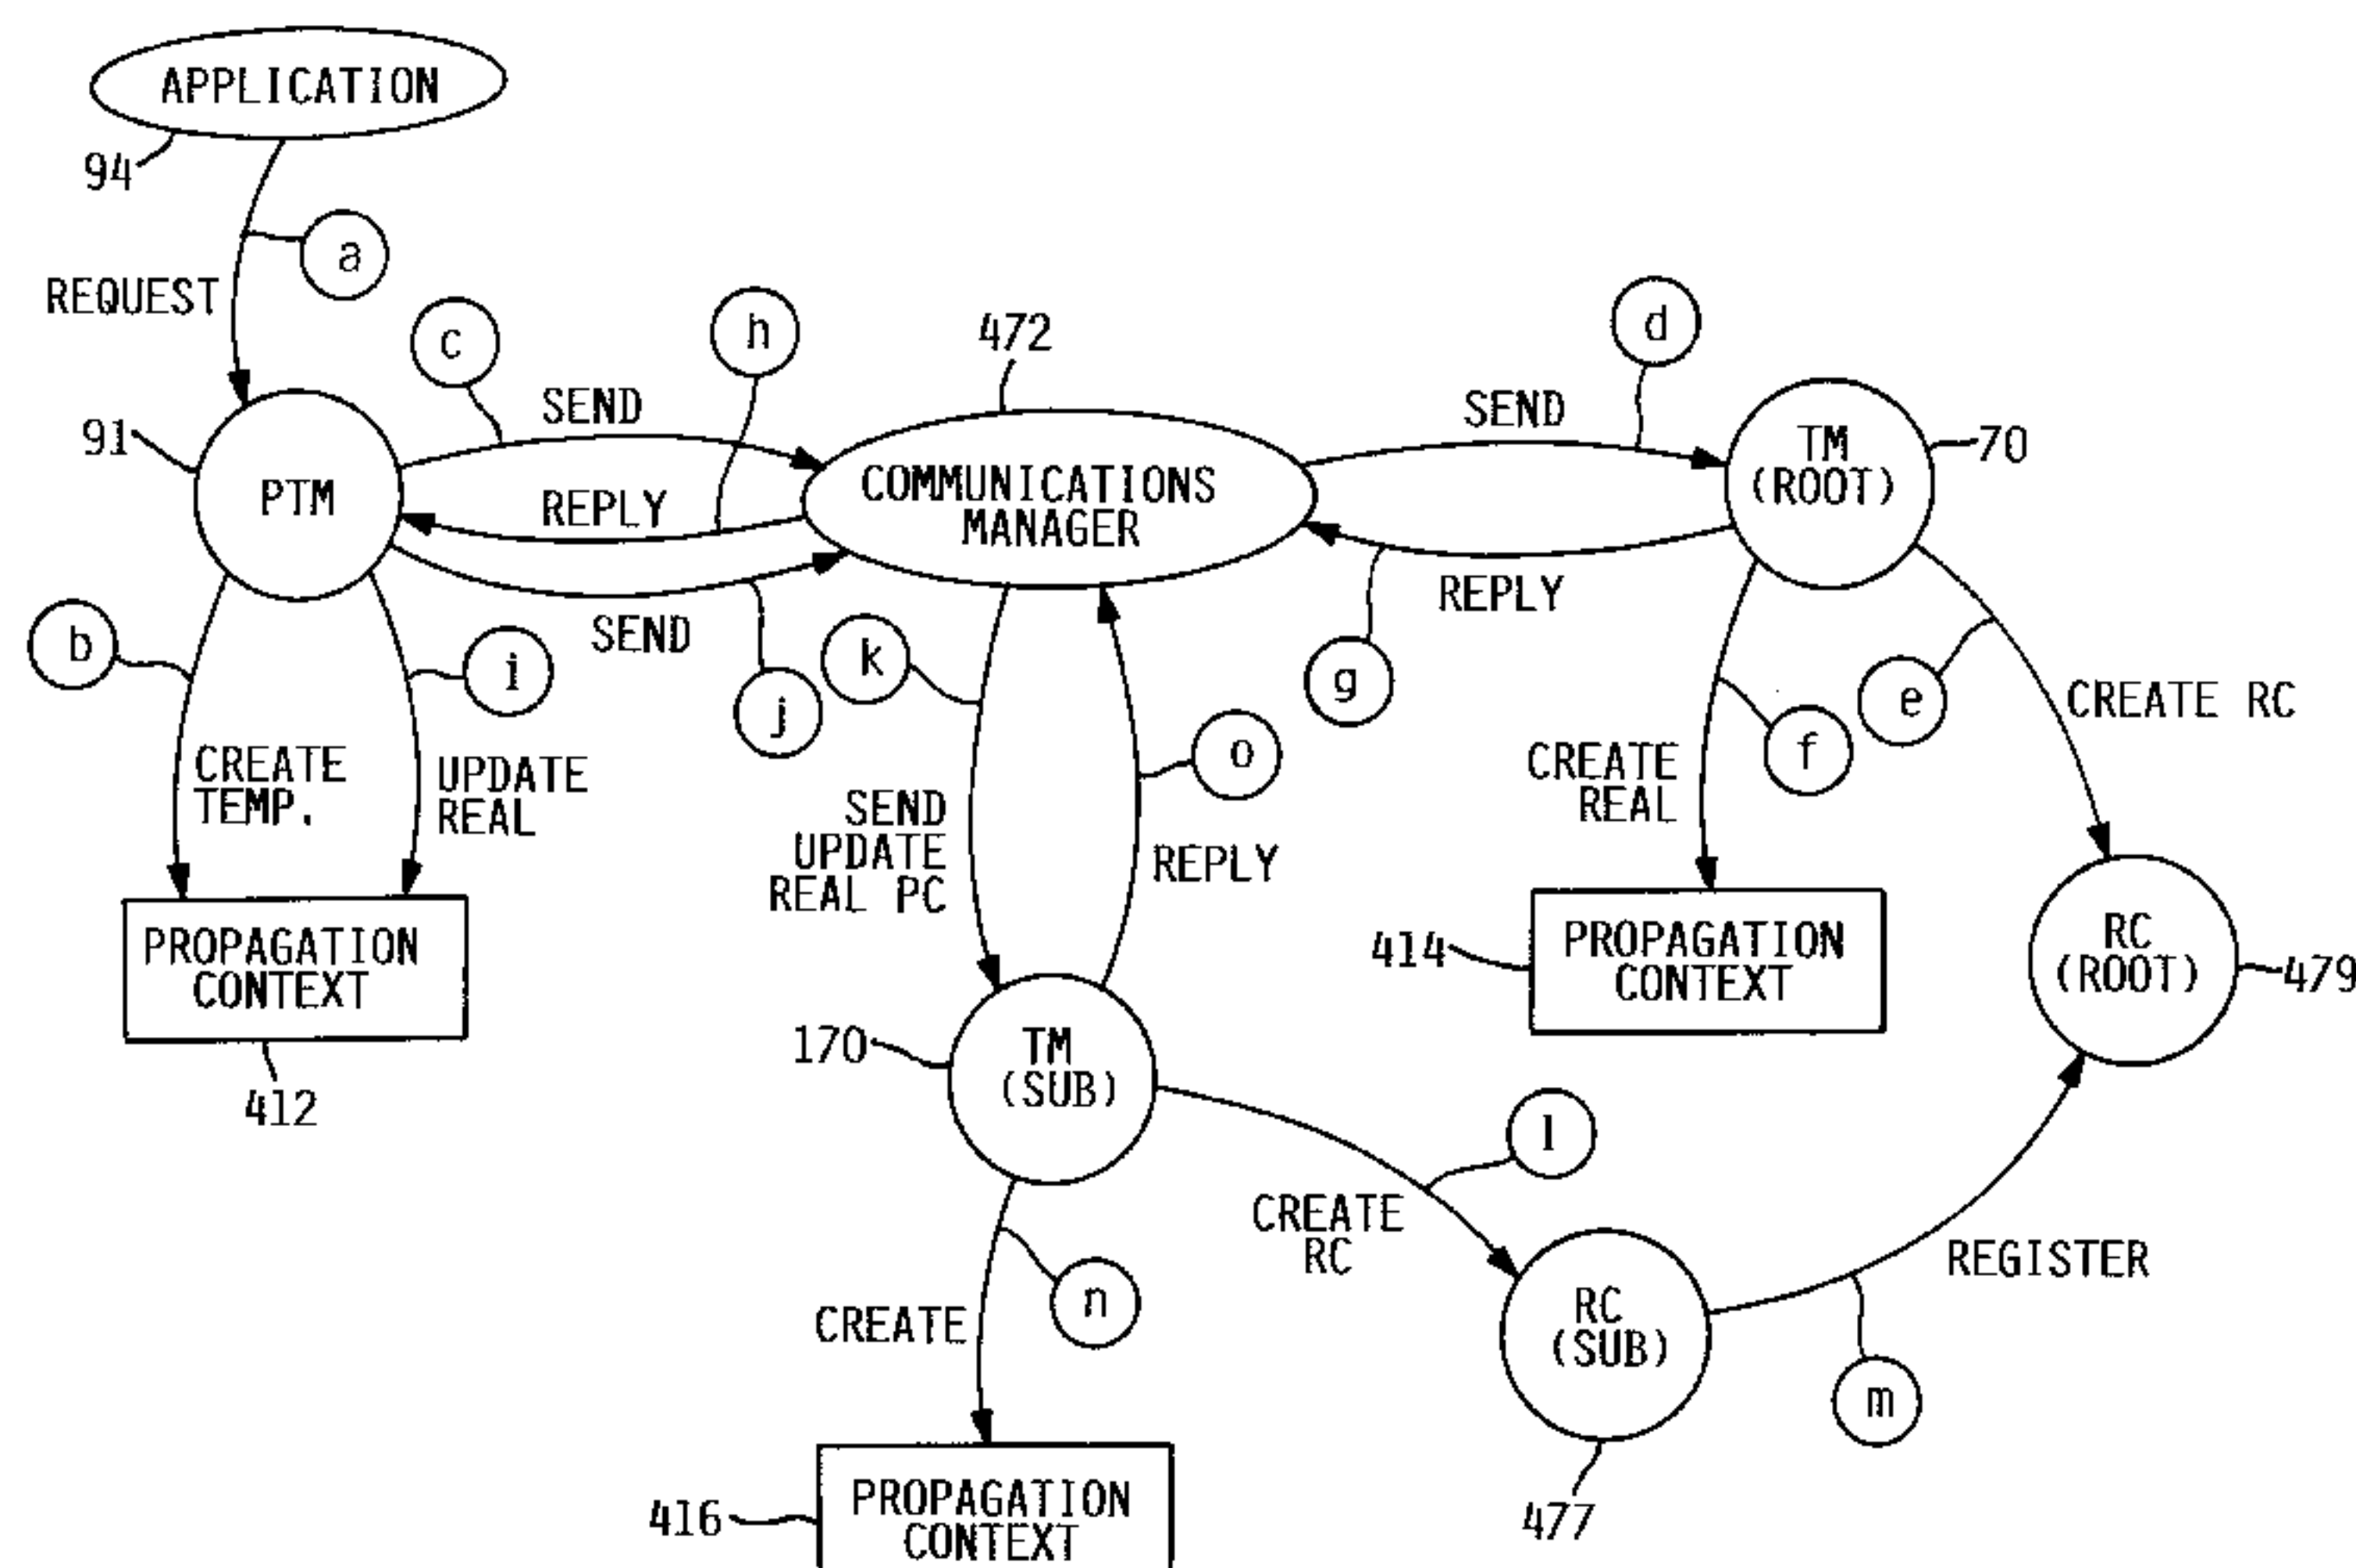 APPLICATION
94
a
REQUEST
c
h
472
d
91
SEND
SEND
TM
(ROOT)
70
PTM
REPLY
COMMUNICATIONS
MANAGER
REPLY
SEND
b
i
j
k
g
e
CREATE RC
CREATE
TEMP.
UPDATE
REAL
SEND
UPDATE
REAL PC
o
REPLY
CREATE
REAL
f
PROPAGATION
CONTEXT
412
414
PROPAGATION
CONTEXT
RC
(ROOT)
479
170
TM
(SUB)
l
CREATE
RC
REGISTER
n
CREATE
RC
(SUB)
m
477
416
PROPAGATION
CONTEXT